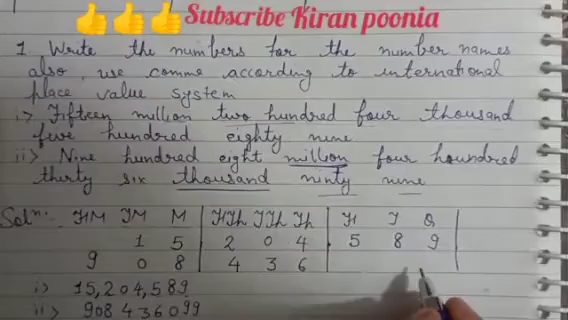 👍👍👍 Subscribe Kiran poonia
1 Write the numbers for the number names
also, use comma according to international
place value system
i> Fifteen million two hundred four thousand
five hundred eighty nine
ii> Nine hundred eight million four houndred
thirty six thousand ninty nine
Solⁿ:- HM TM M HTh TTh Th H T O
1 5 2 0 4 5 8 9
9 0 8 4 3 6
i> 15,204,589
ii> 908436099